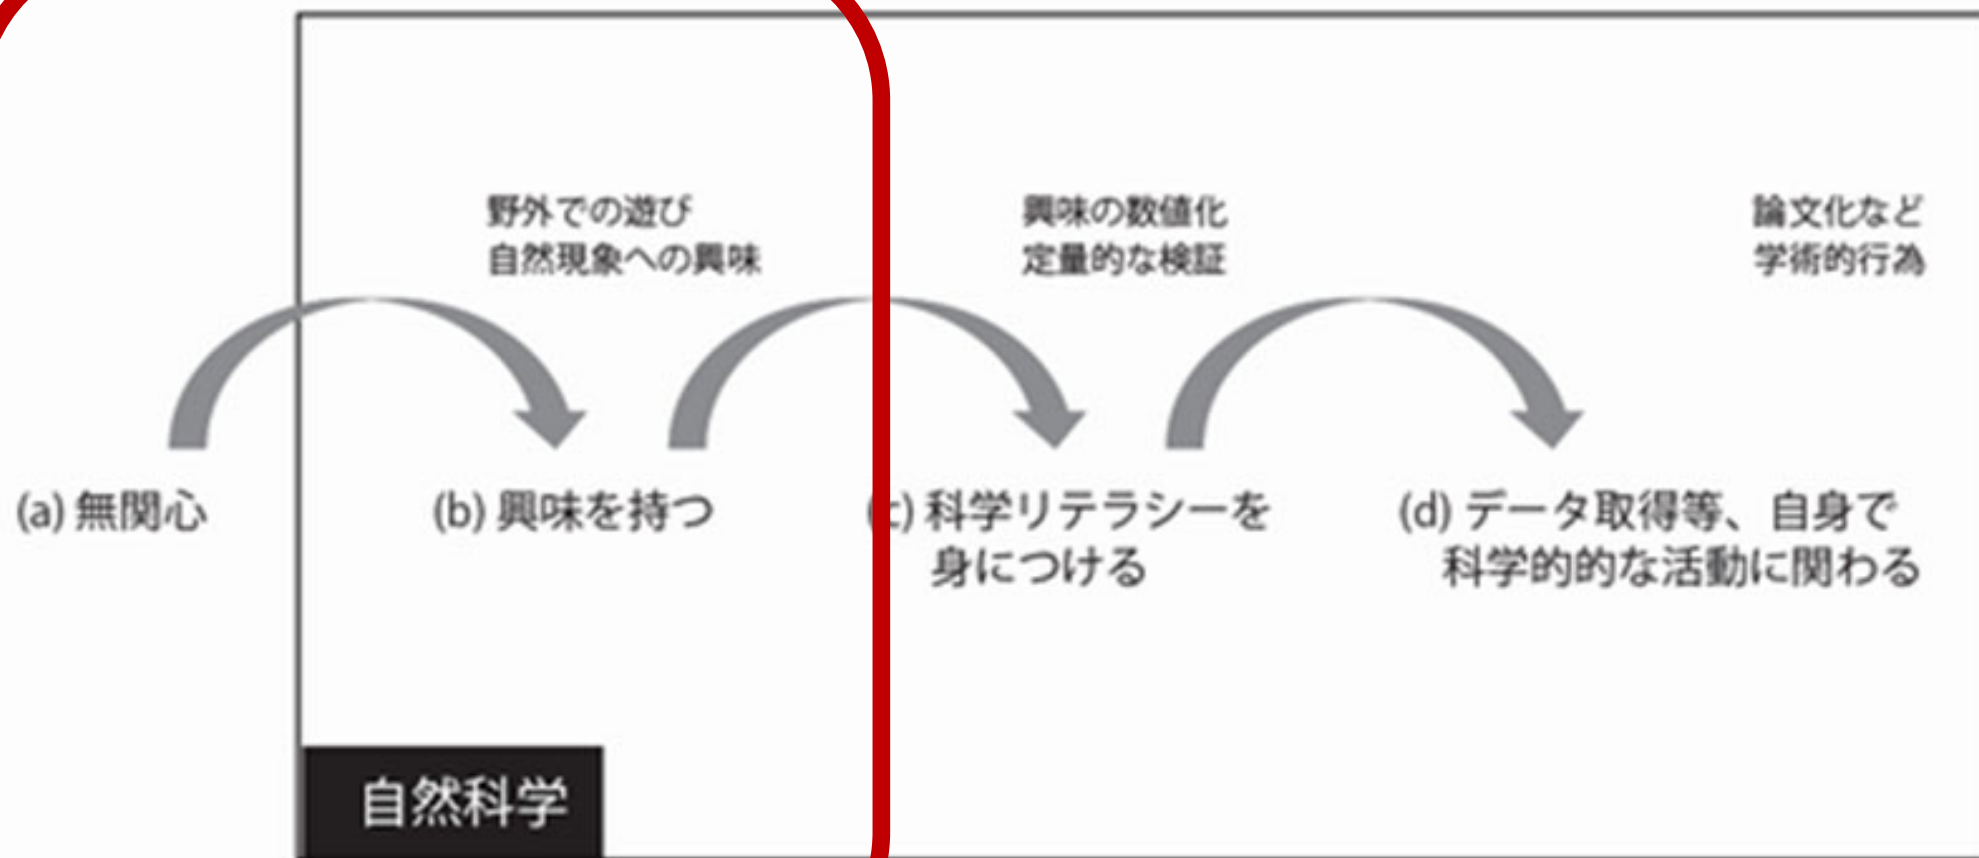 野外での遊び
自然現象への興味
興味の数値化
定量的な検証
論文化など
学術的行為
(a) 無関心
(b) 興味を持つ
(c) 科学リテラシーを
身につける
(d) データ取得等、自身で
科学的的な活動に関わる
自然科学